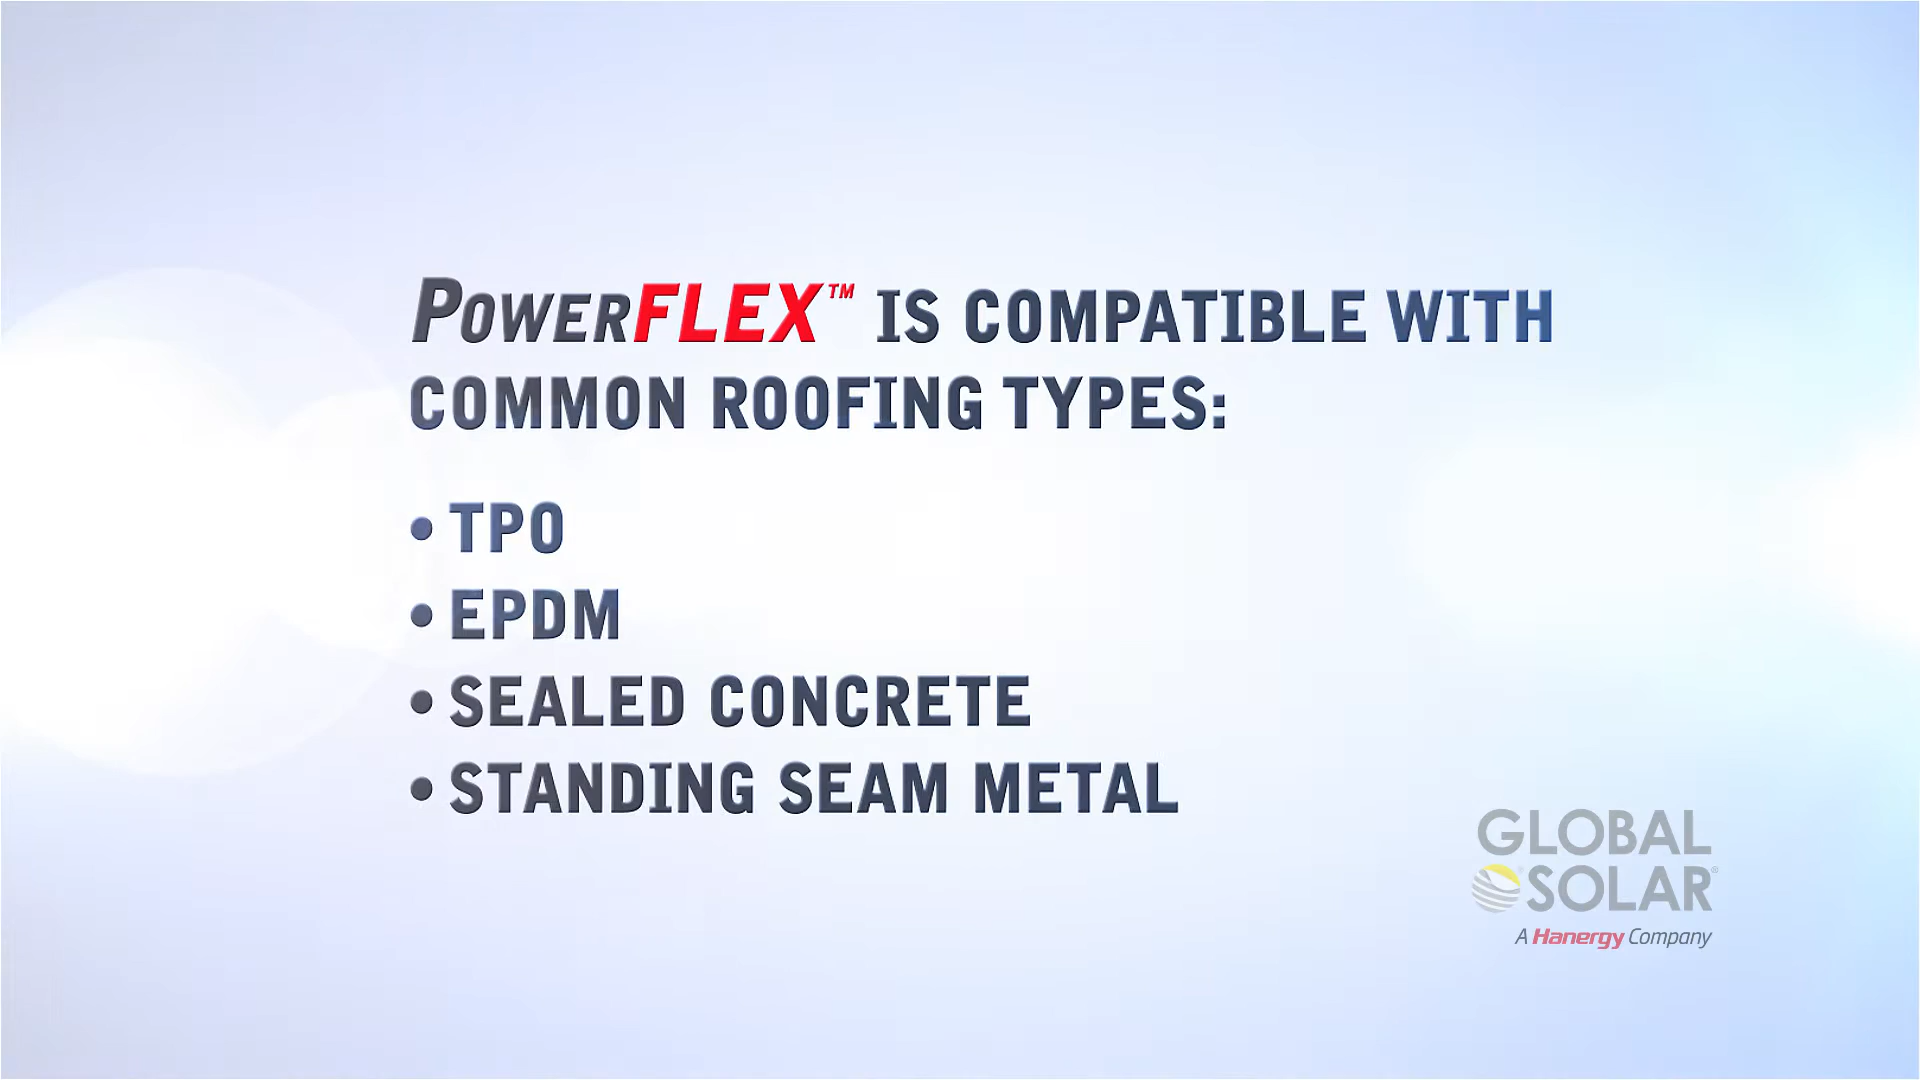 POWERFLEX™ IS COMPATIBLE WITH
COMMON ROOFING TYPES:
• TPO
• EPDM
• SEALED CONCRETE
• STANDING SEAM METAL
GLOBAL
SOLAR®
A Hanergy Company